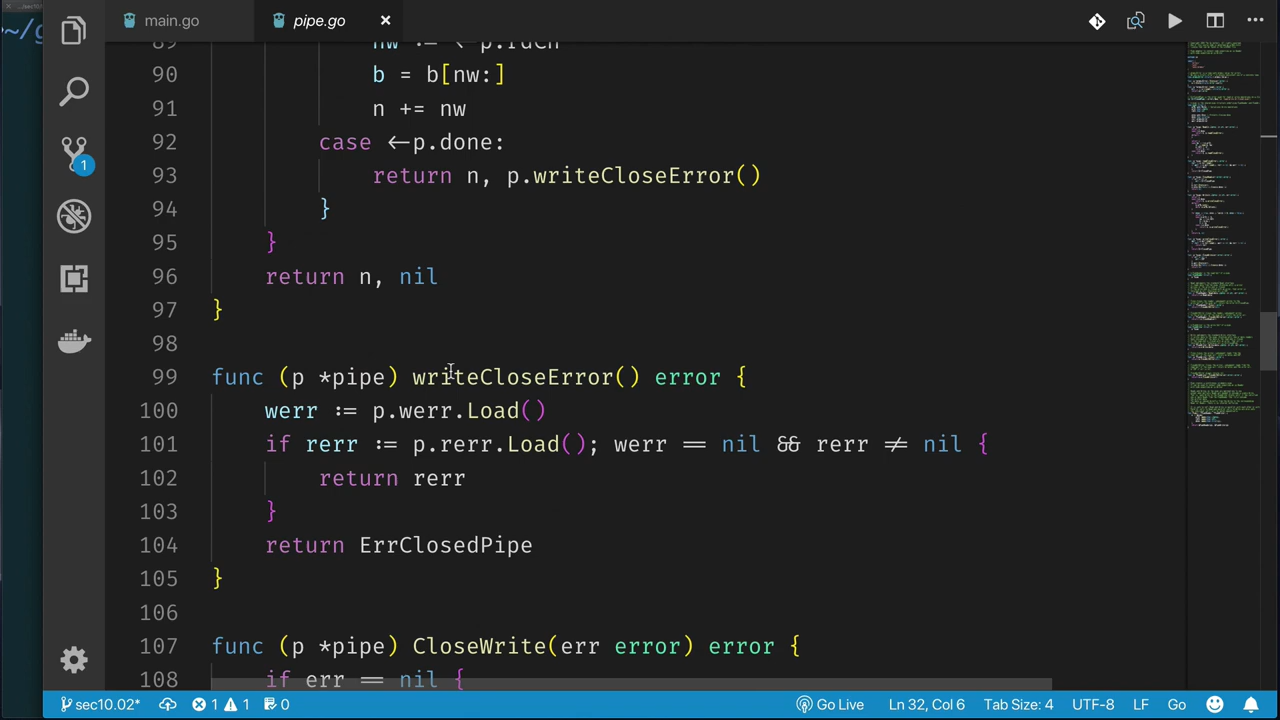 main.go
pipe.go
89 nw := <-p.rdCh
90 b = b[nw:]
91 n += nw
92 case <-p.done:
93 return n, p.writeCloseError()
94 }
95 }
96 return n, nil
97 }
98
99 func (p *pipe) writeCloseError() error {
100 werr := p.werr.Load()
101 if rerr := p.rerr.Load(); werr == nil && rerr != nil {
102 return rerr
103 }
104 return ErrClosedPipe
105 }
106
107 func (p *pipe) CloseWrite(err error) error {
108 if err == nil {
1
sec10.02* 1 1 0 Go Live Ln 32, Col 6 Tab Size: 4 UTF-8 LF Go